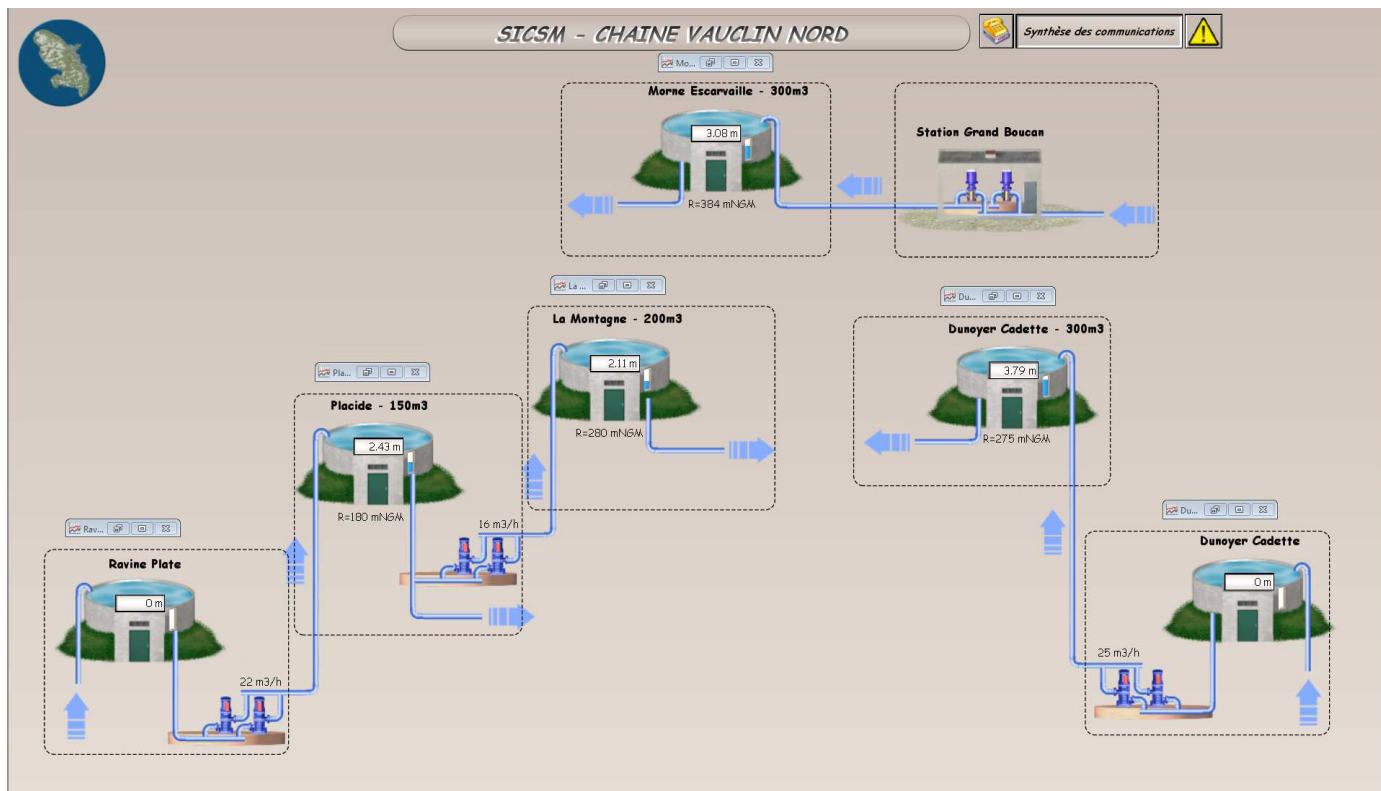 SICSM - CHAINE VAUCLIN NORD
Synthèse des communications
Mo...
Morne Escarvaille - 300m3
3.08 m
R=384 mNGM
Station Grand Boucan
La ...
La Montagne - 200m3
2.11 m
R=280 mNGM
Du...
Dunoyer Cadette - 300m3
3.79 m
R=275 mNGM
Pla...
Placide - 150m3
2.43 m
R=180 mNGM
16 m3/h
Rav...
Ravine Plate
0 m
22 m3/h
Du...
Dunoyer Cadette
0 m
25 m3/h